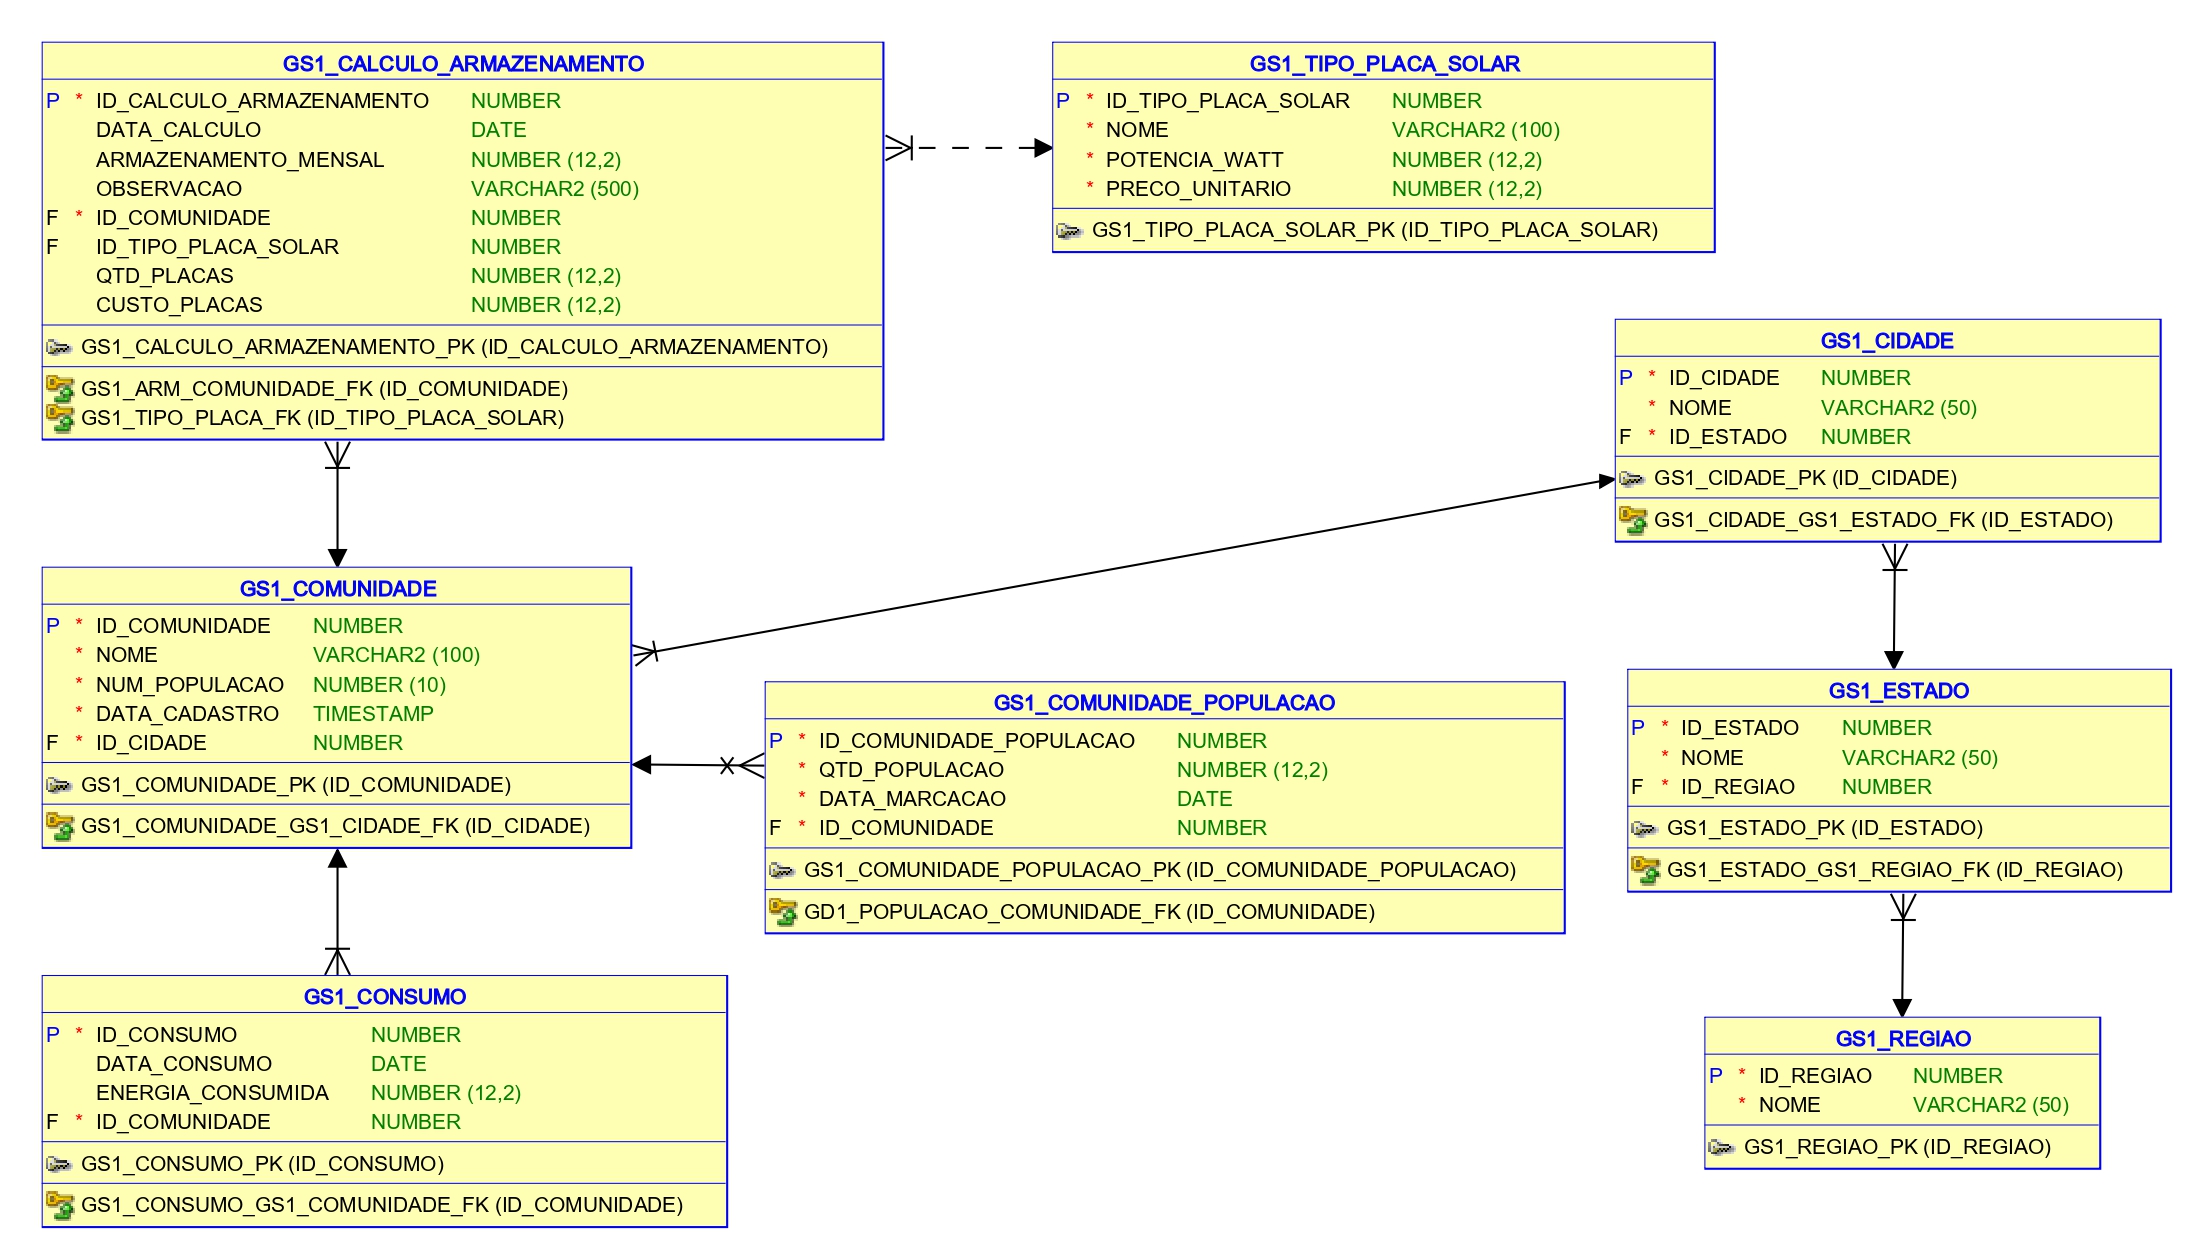 GS1_CALCULO_ARMAZENAMENTO
P * ID_CALCULO_ARMAZENAMENTO NUMBER
DATA_CALCULO DATE
ARMAZENAMENTO_MENSAL NUMBER (12,2)
OBSERVACAO VARCHAR2 (500)
F * ID_COMUNIDADE NUMBER
F ID_TIPO_PLACA_SOLAR NUMBER
QTD_PLACAS NUMBER (12,2)
CUSTO_PLACAS NUMBER (12,2)
GS1_CALCULO_ARMAZENAMENTO_PK (ID_CALCULO_ARMAZENAMENTO)
GS1_ARM_COMUNIDADE_FK (ID_COMUNIDADE)
GS1_TIPO_PLACA_FK (ID_TIPO_PLACA_SOLAR)
GS1_TIPO_PLACA_SOLAR
P * ID_TIPO_PLACA_SOLAR NUMBER
* NOME VARCHAR2 (100)
* POTENCIA_WATT NUMBER (12,2)
* PRECO_UNITARIO NUMBER (12,2)
GS1_TIPO_PLACA_SOLAR_PK (ID_TIPO_PLACA_SOLAR)
GS1_CIDADE
P * ID_CIDADE NUMBER
* NOME VARCHAR2 (50)
F * ID_ESTADO NUMBER
GS1_CIDADE_PK (ID_CIDADE)
GS1_CIDADE_GS1_ESTADO_FK (ID_ESTADO)
GS1_COMUNIDADE
P * ID_COMUNIDADE NUMBER
* NOME VARCHAR2 (100)
* NUM_POPULACAO NUMBER (10)
* DATA_CADASTRO TIMESTAMP
F * ID_CIDADE NUMBER
GS1_COMUNIDADE_PK (ID_COMUNIDADE)
GS1_COMUNIDADE_GS1_CIDADE_FK (ID_CIDADE)
GS1_COMUNIDADE_POPULACAO
P * ID_COMUNIDADE_POPULACAO NUMBER
* QTD_POPULACAO NUMBER (12,2)
* DATA_MARCACAO DATE
F * ID_COMUNIDADE NUMBER
GS1_COMUNIDADE_POPULACAO_PK (ID_COMUNIDADE_POPULACAO)
GD1_POPULACAO_COMUNIDADE_FK (ID_COMUNIDADE)
GS1_ESTADO
P * ID_ESTADO NUMBER
* NOME VARCHAR2 (50)
F * ID_REGIAO NUMBER
GS1_ESTADO_PK (ID_ESTADO)
GS1_ESTADO_GS1_REGIAO_FK (ID_REGIAO)
GS1_CONSUMO
P * ID_CONSUMO NUMBER
DATA_CONSUMO DATE
ENERGIA_CONSUMIDA NUMBER (12,2)
F * ID_COMUNIDADE NUMBER
GS1_CONSUMO_PK (ID_CONSUMO)
GS1_CONSUMO_GS1_COMUNIDADE_FK (ID_COMUNIDADE)
GS1_REGIAO
P * ID_REGIAO NUMBER
* NOME VARCHAR2 (50)
GS1_REGIAO_PK (ID_REGIAO)